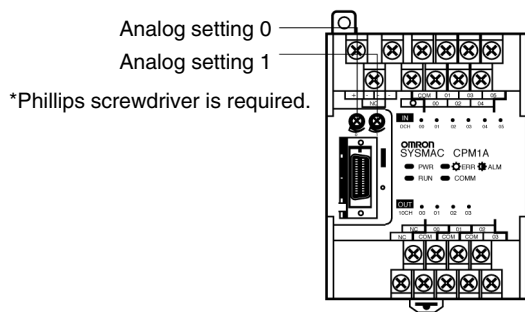 Analog setting 0
Analog setting 1
*Phillips screwdriver is required.
+ - - -
NC
COM 01 03 05
00 02 04
IN
0CH 00 01 02 03 04 05
OMRON
SYSMAC CPM1A
PWR ERR ALM
RUN COMM
OUT
10CH 00 01 02 03
NC 00 01 02
NC COM COM COM 03